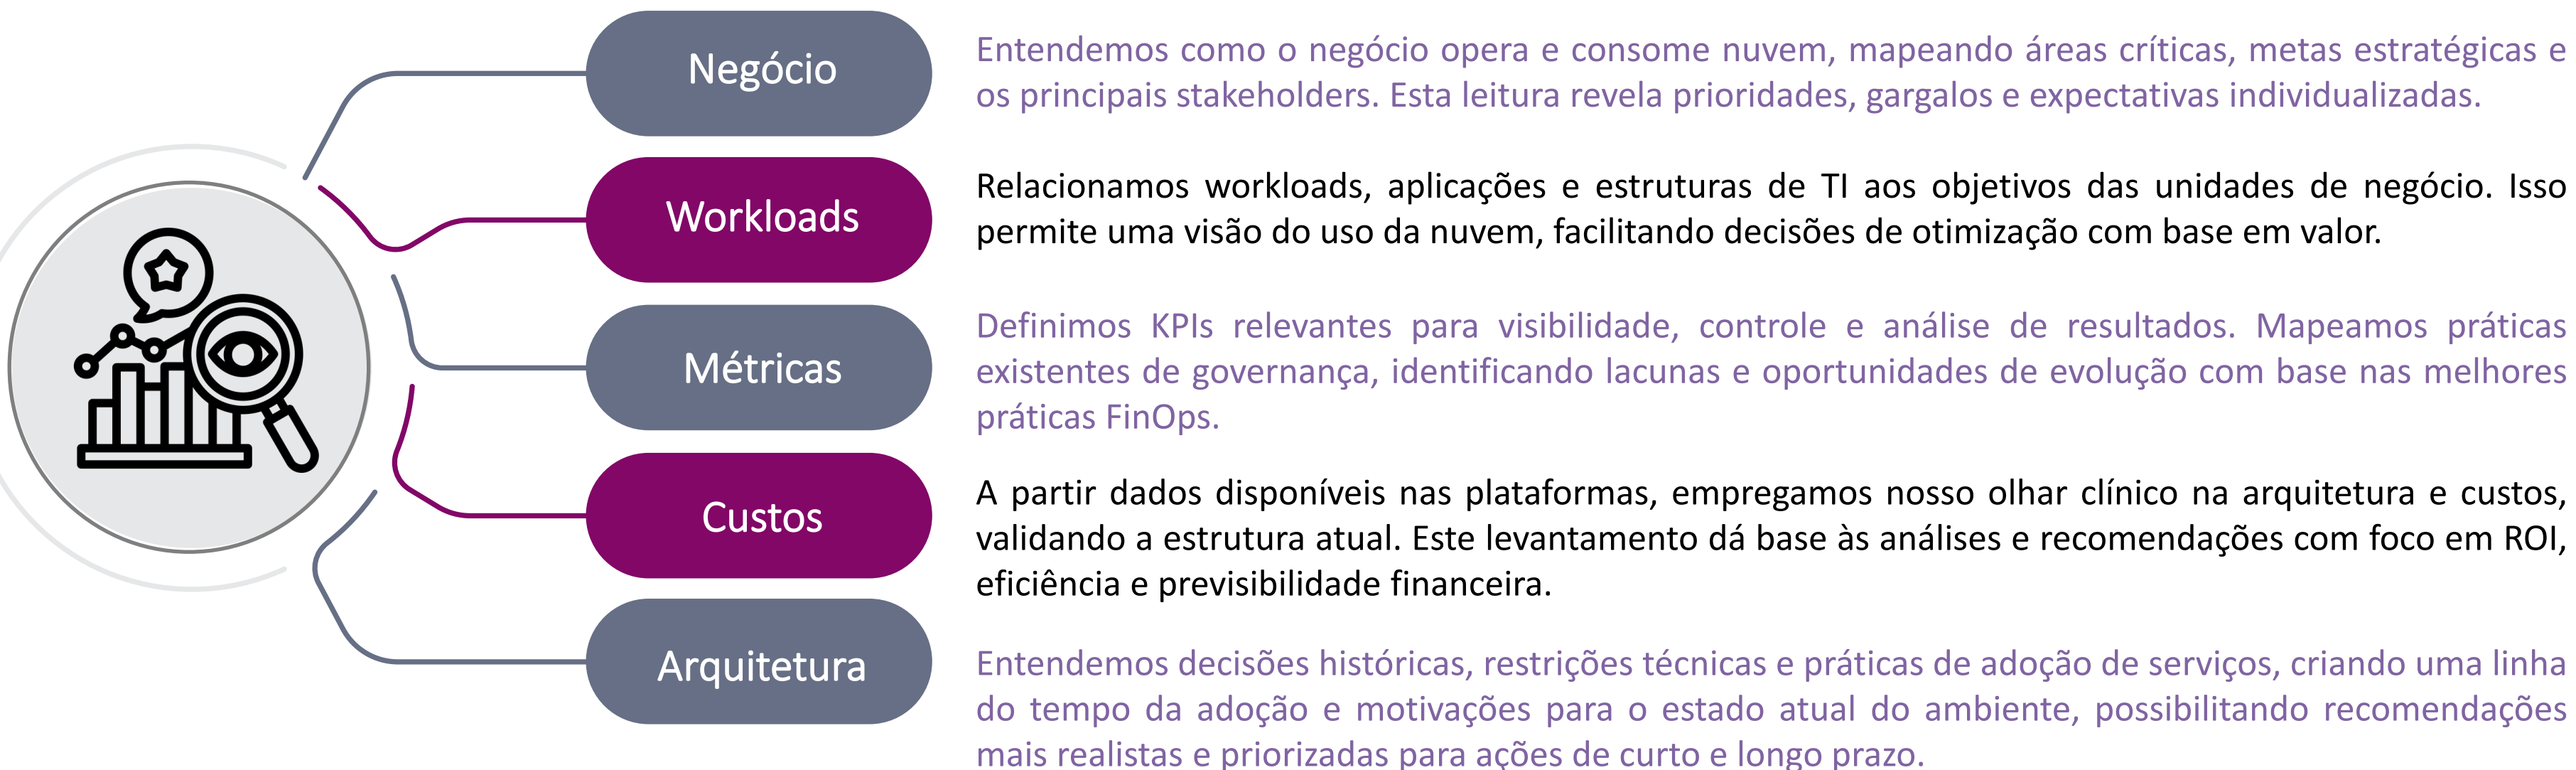 Negócio
Entendemos como o negócio opera e consome nuvem, mapeando áreas críticas, metas estratégicas e
os principais stakeholders. Esta leitura revela prioridades, gargalos e expectativas individualizadas.
Workloads
Relacionamos workloads, aplicações e estruturas de TI aos objetivos das unidades de negócio. Isso
permite uma visão do uso da nuvem, facilitando decisões de otimização com base em valor.
Métricas
Definimos KPIs relevantes para visibilidade, controle e análise de resultados. Mapeamos práticas
existentes de governança, identificando lacunas e oportunidades de evolução com base nas melhores
práticas FinOps.
Custos
A partir dados disponíveis nas plataformas, empregamos nosso olhar clínico na arquitetura e custos,
validando a estrutura atual. Este levantamento dá base às análises e recomendações com foco em ROI,
eficiência e previsibilidade financeira.
Arquitetura
Entendemos decisões históricas, restrições técnicas e práticas de adoção de serviços, criando uma linha
do tempo da adoção e motivações para o estado atual do ambiente, possibilitando recomendações
mais realistas e priorizadas para ações de curto e longo prazo.